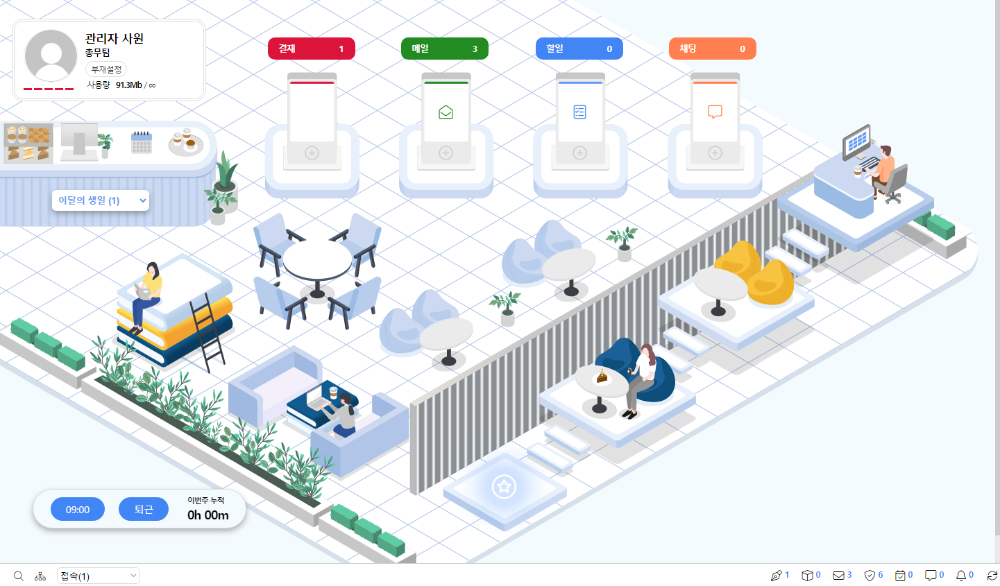 관리자 사원
총무팀
부재설정
사용량 91.3Mb / ∞
결재 1
메일 3
할일 0
채팅 0
이달의 생일 (1)
09:00
퇴근
이번주 누적
0h 00m
접속(1)
1
0
3
6
0
0
0